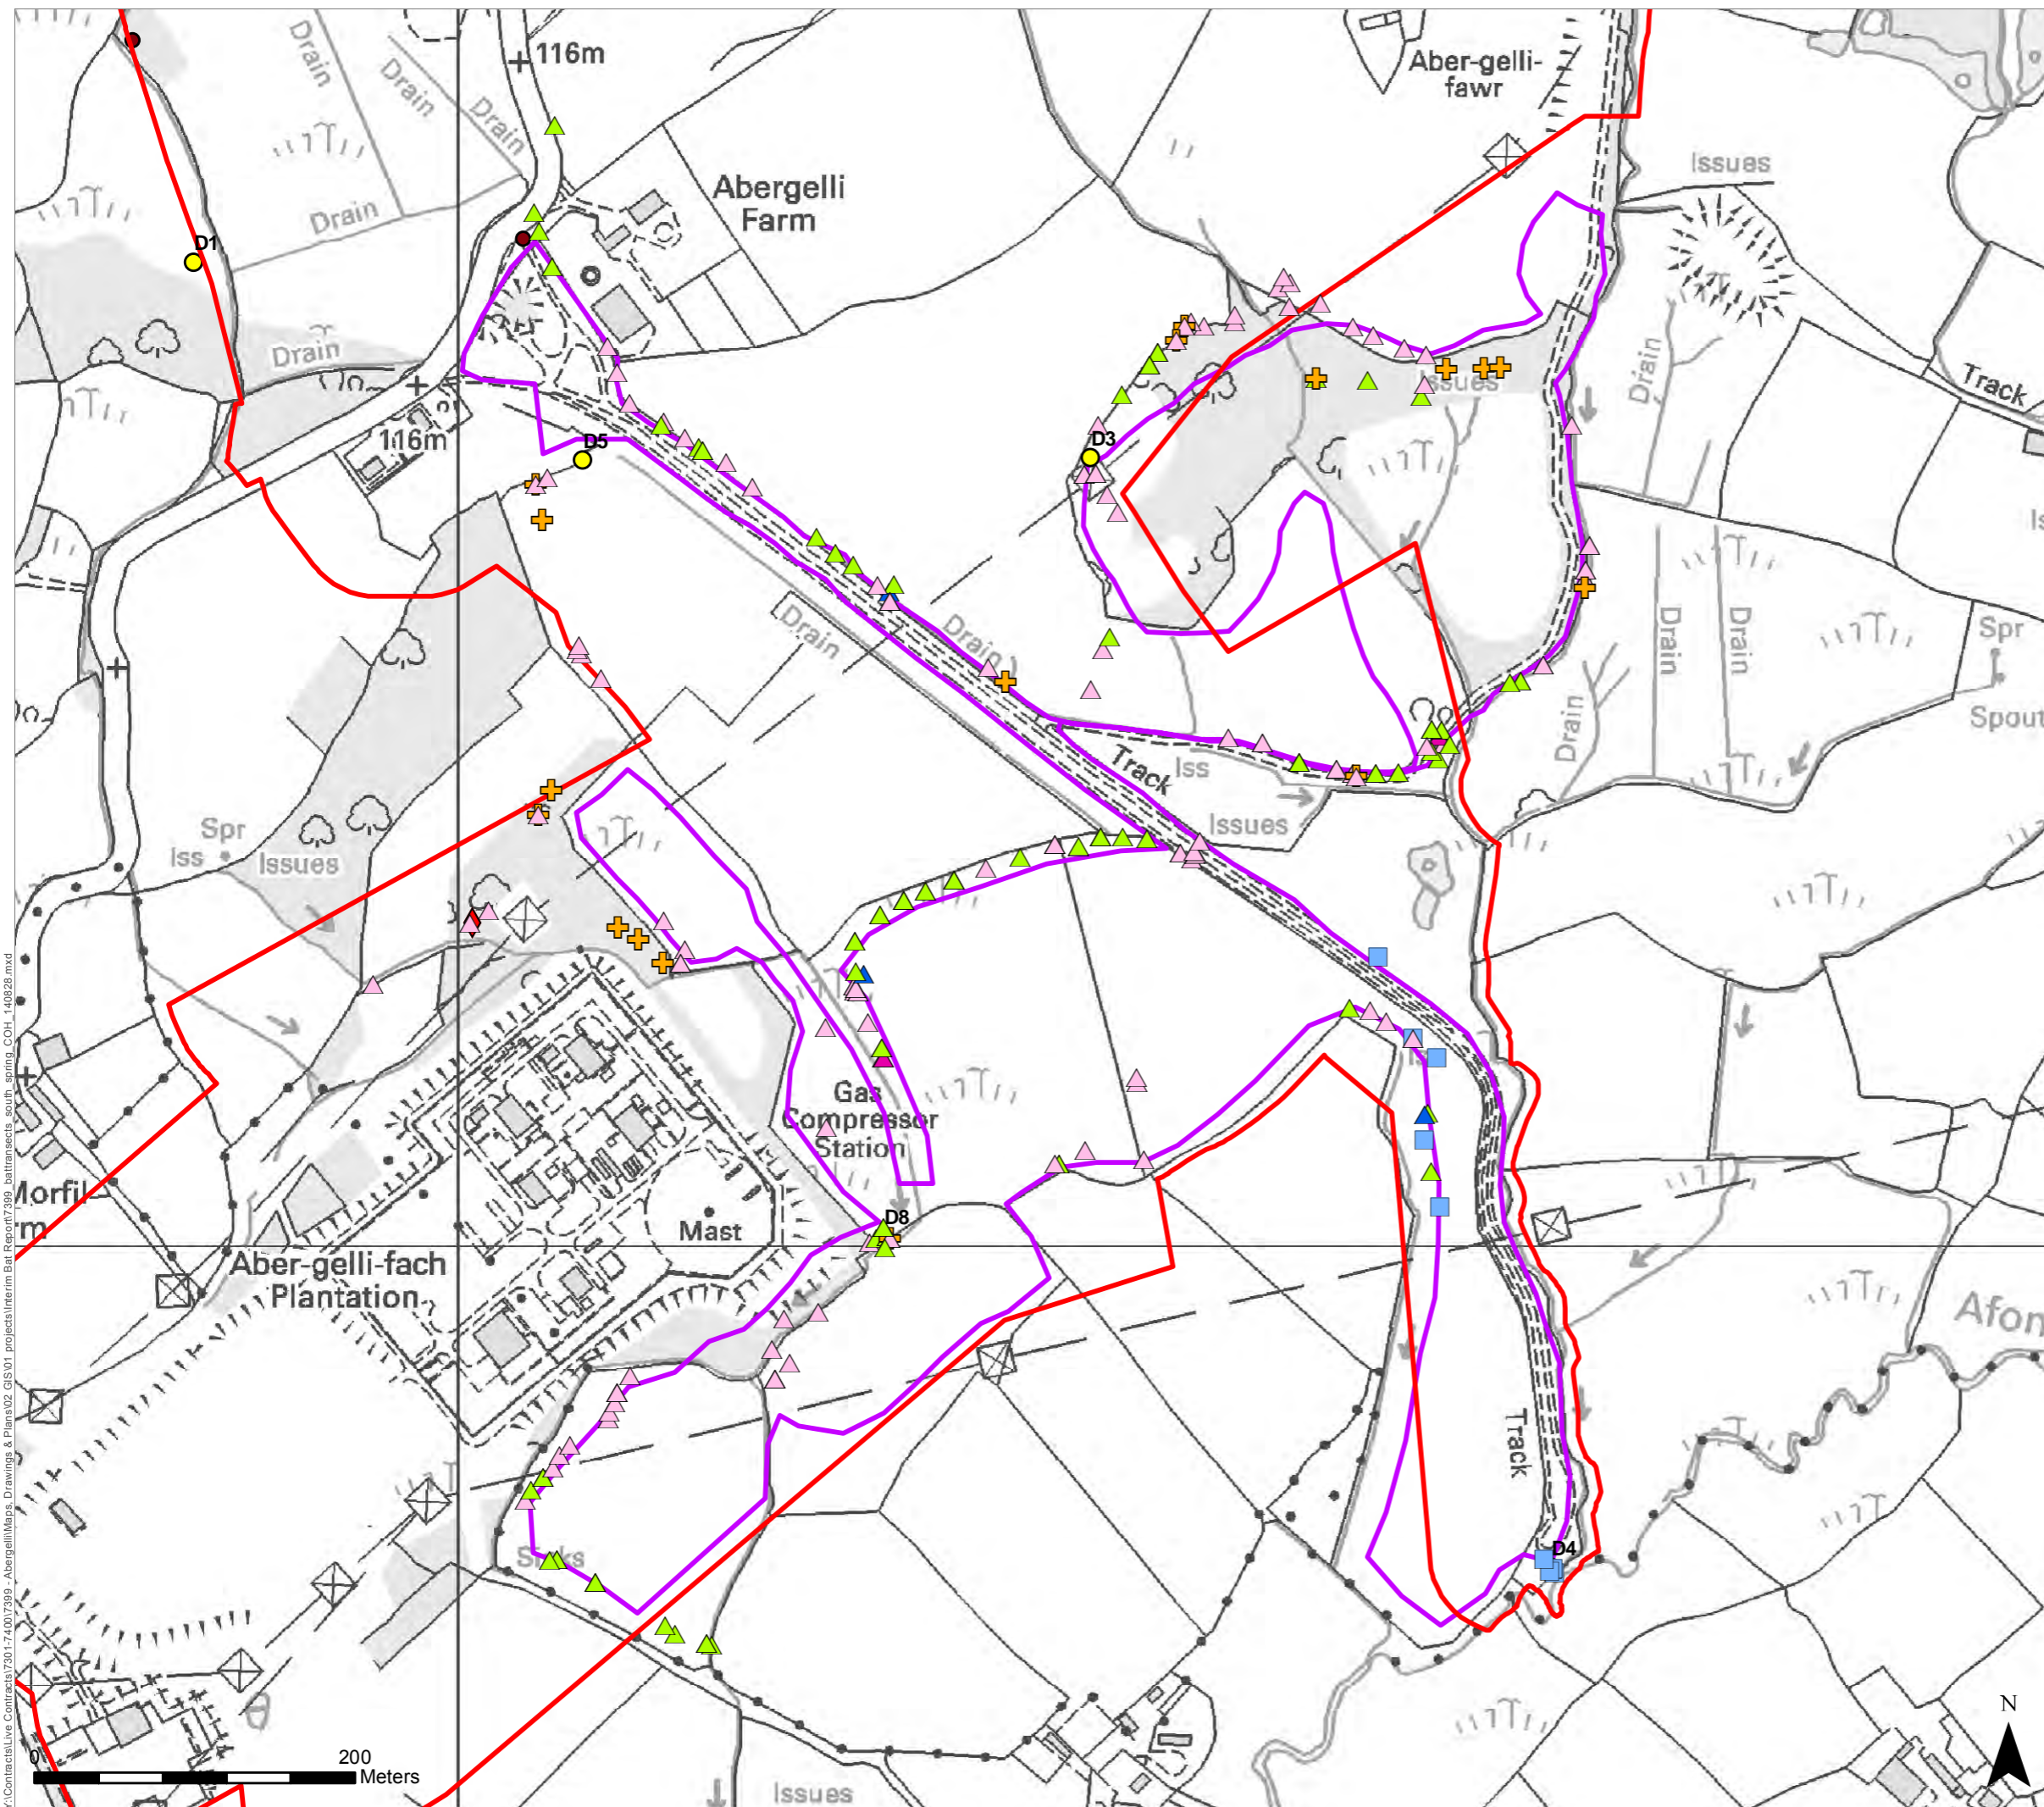 116m
Aber-gelli-
fawr
Drain
Drain
Drain
Issues
Abergelli
Farm
Drain
D1
Drain
Drain
Track
Issues
116m
D5
D3
Drain
Drain
Drain
Drain
Drain
Spr
Spout
Drain
Track
Iss
Issues
Spr
Iss
Issues
Gas
Compressor
Station
D8
Mast
Aber-gelli-fach
Plantation
Afon
Track
D4
N
0
200
Meters
Issues